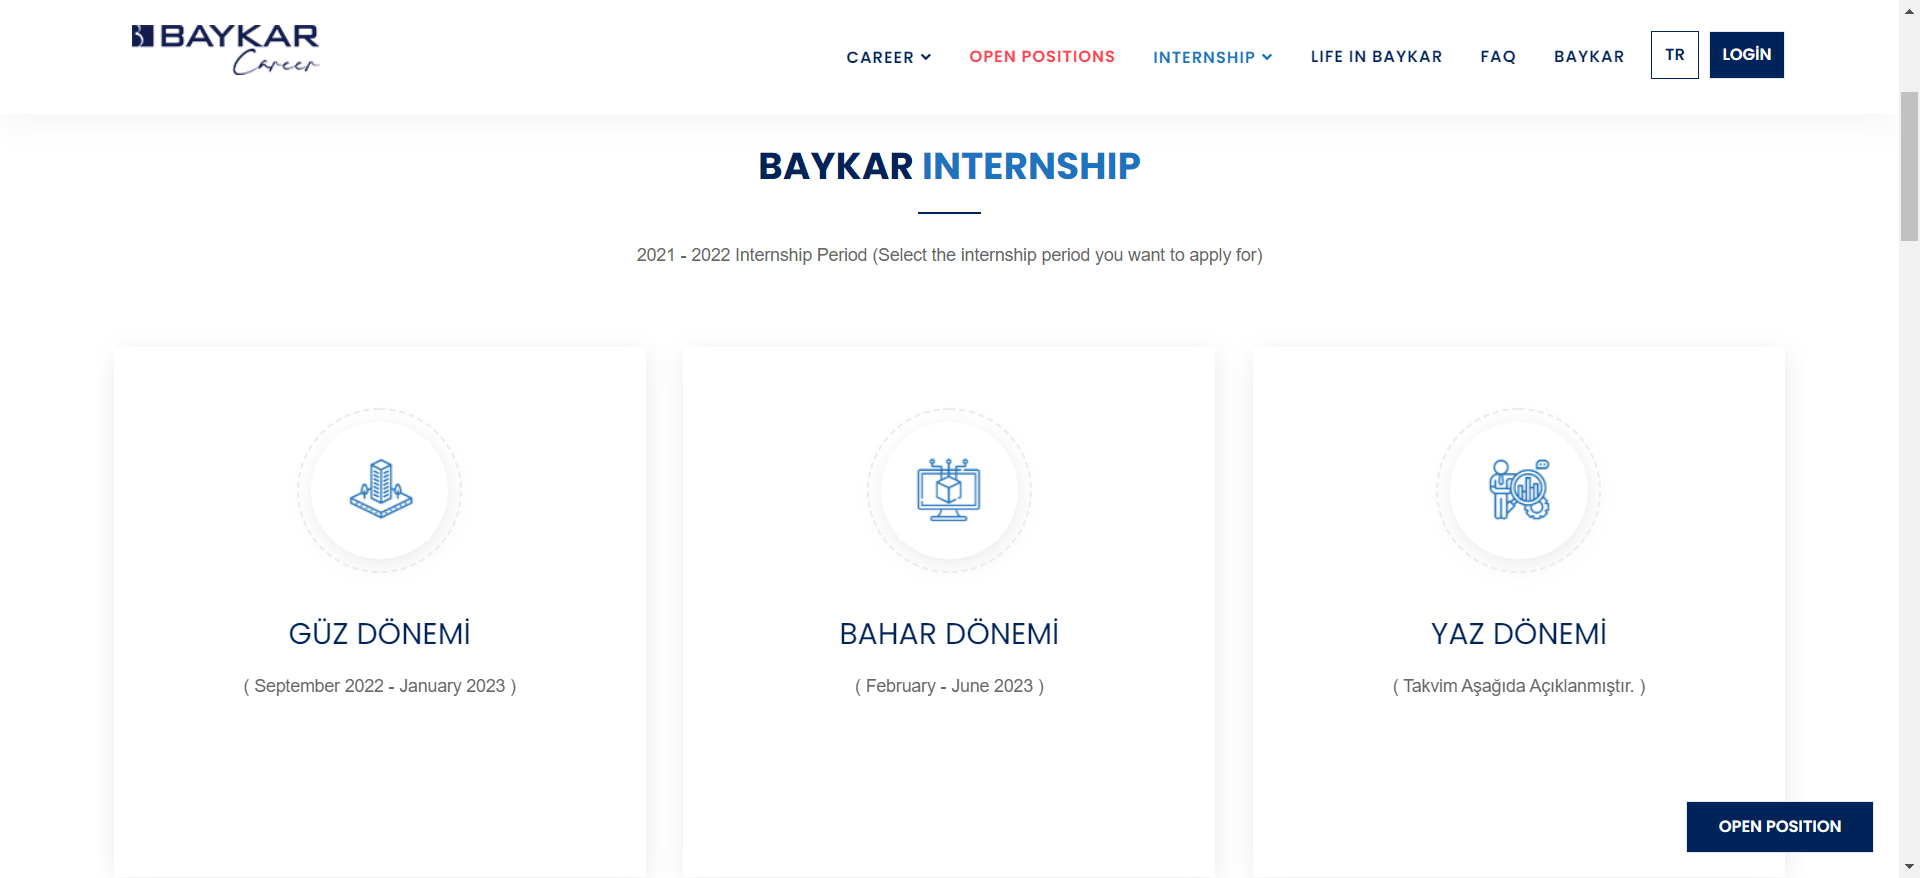 BAYKAR
Career
CAREER
OPEN POSITIONS
INTERNSHIP
LIFE IN BAYKAR
FAQ
BAYKAR
TR
LOGİN
BAYKAR INTERNSHIP
2021 - 2022 Internship Period (Select the internship period you want to apply for)
GÜZ DÖNEMİ
( September 2022 - January 2023 )
BAHAR DÖNEMİ
( February - June 2023 )
YAZ DÖNEMİ
( Takvim Aşağıda Açıklanmıştır. )
OPEN POSITION